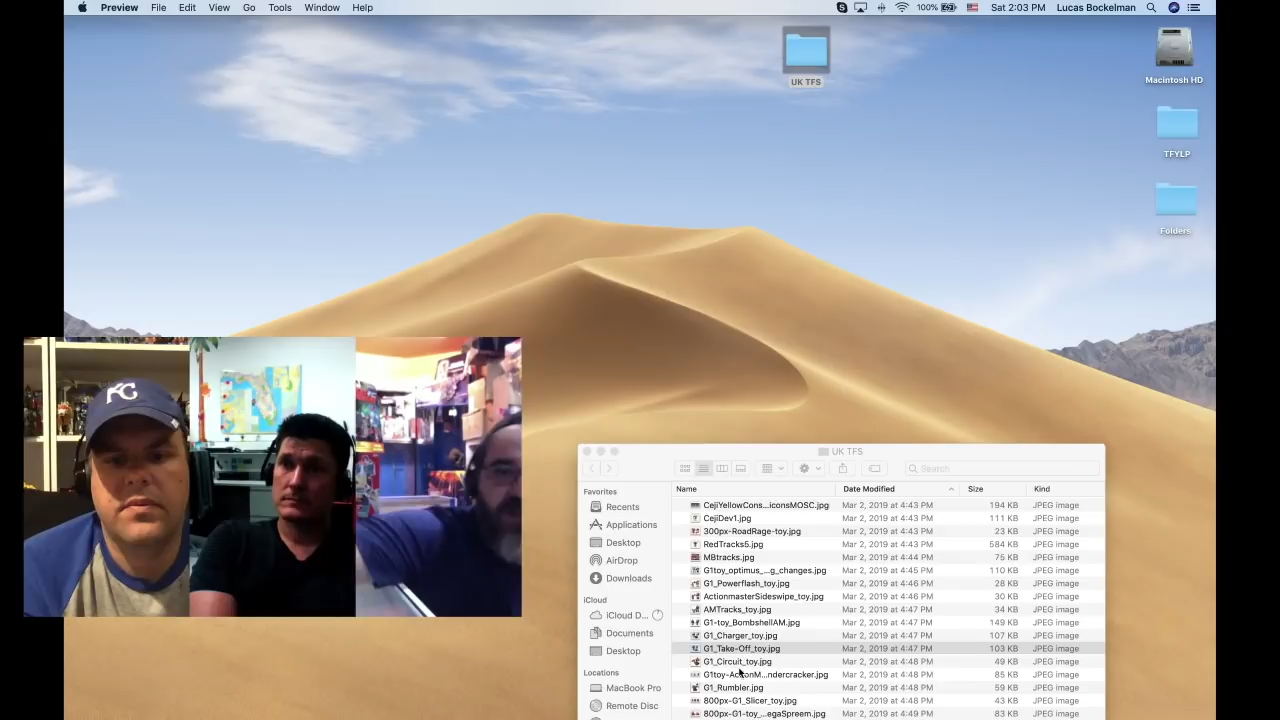 Preview File Edit View Go Tools Window Help 100% Sat 2:03 PM Lucas Bockelman
UK TFS
Macintosh HD
TFYLP
Folders
KC
UK TFS
Search
Favorites
Recents
Applications
Desktop
AirDrop
Downloads
iCloud
iCloud D...
Documents
Desktop
Locations
MacBook Pro
Remote Disc
Name Date Modified Size Kind
CejiYellowCons...iconsMOSC.jpg Mar 2, 2019 at 4:43 PM 194 KB JPEG image
CejiDev1.jpg Mar 2, 2019 at 4:43 PM 111 KB JPEG image
300px-RoadRage-toy.jpg Mar 2, 2019 at 4:43 PM 23 KB JPEG image
RedTracks5.jpg Mar 2, 2019 at 4:43 PM 584 KB JPEG image
MBtracks.jpg Mar 2, 2019 at 4:44 PM 75 KB JPEG image
G1toy_optimus_...g_changes.jpg Mar 2, 2019 at 4:45 PM 110 KB JPEG image
G1_Powerflash_toy.jpg Mar 2, 2019 at 4:46 PM 28 KB JPEG image
ActionmasterSideswipe_toy.jpg Mar 2, 2019 at 4:46 PM 30 KB JPEG image
AMTracks_toy.jpg Mar 2, 2019 at 4:47 PM 34 KB JPEG image
G1-toy_BombshellAM.jpg Mar 2, 2019 at 4:47 PM 149 KB JPEG image
G1_Charger_toy.jpg Mar 2, 2019 at 4:47 PM 107 KB JPEG image
G1_Take-Off_toy.jpg Mar 2, 2019 at 4:47 PM 103 KB JPEG image
G1_Circuit_toy.jpg Mar 2, 2019 at 4:48 PM 49 KB JPEG image
G1toy-ActionM...ndercracker.jpg Mar 2, 2019 at 4:48 PM 85 KB JPEG image
G1_Rumbler.jpg Mar 2, 2019 at 4:48 PM 59 KB JPEG image
800px-G1_Slicer_toy.jpg Mar 2, 2019 at 4:48 PM 43 KB JPEG image
800px-G1-toy_...egaSpreem.jpg Mar 2, 2019 at 4:49 PM 83 KB JPEG image